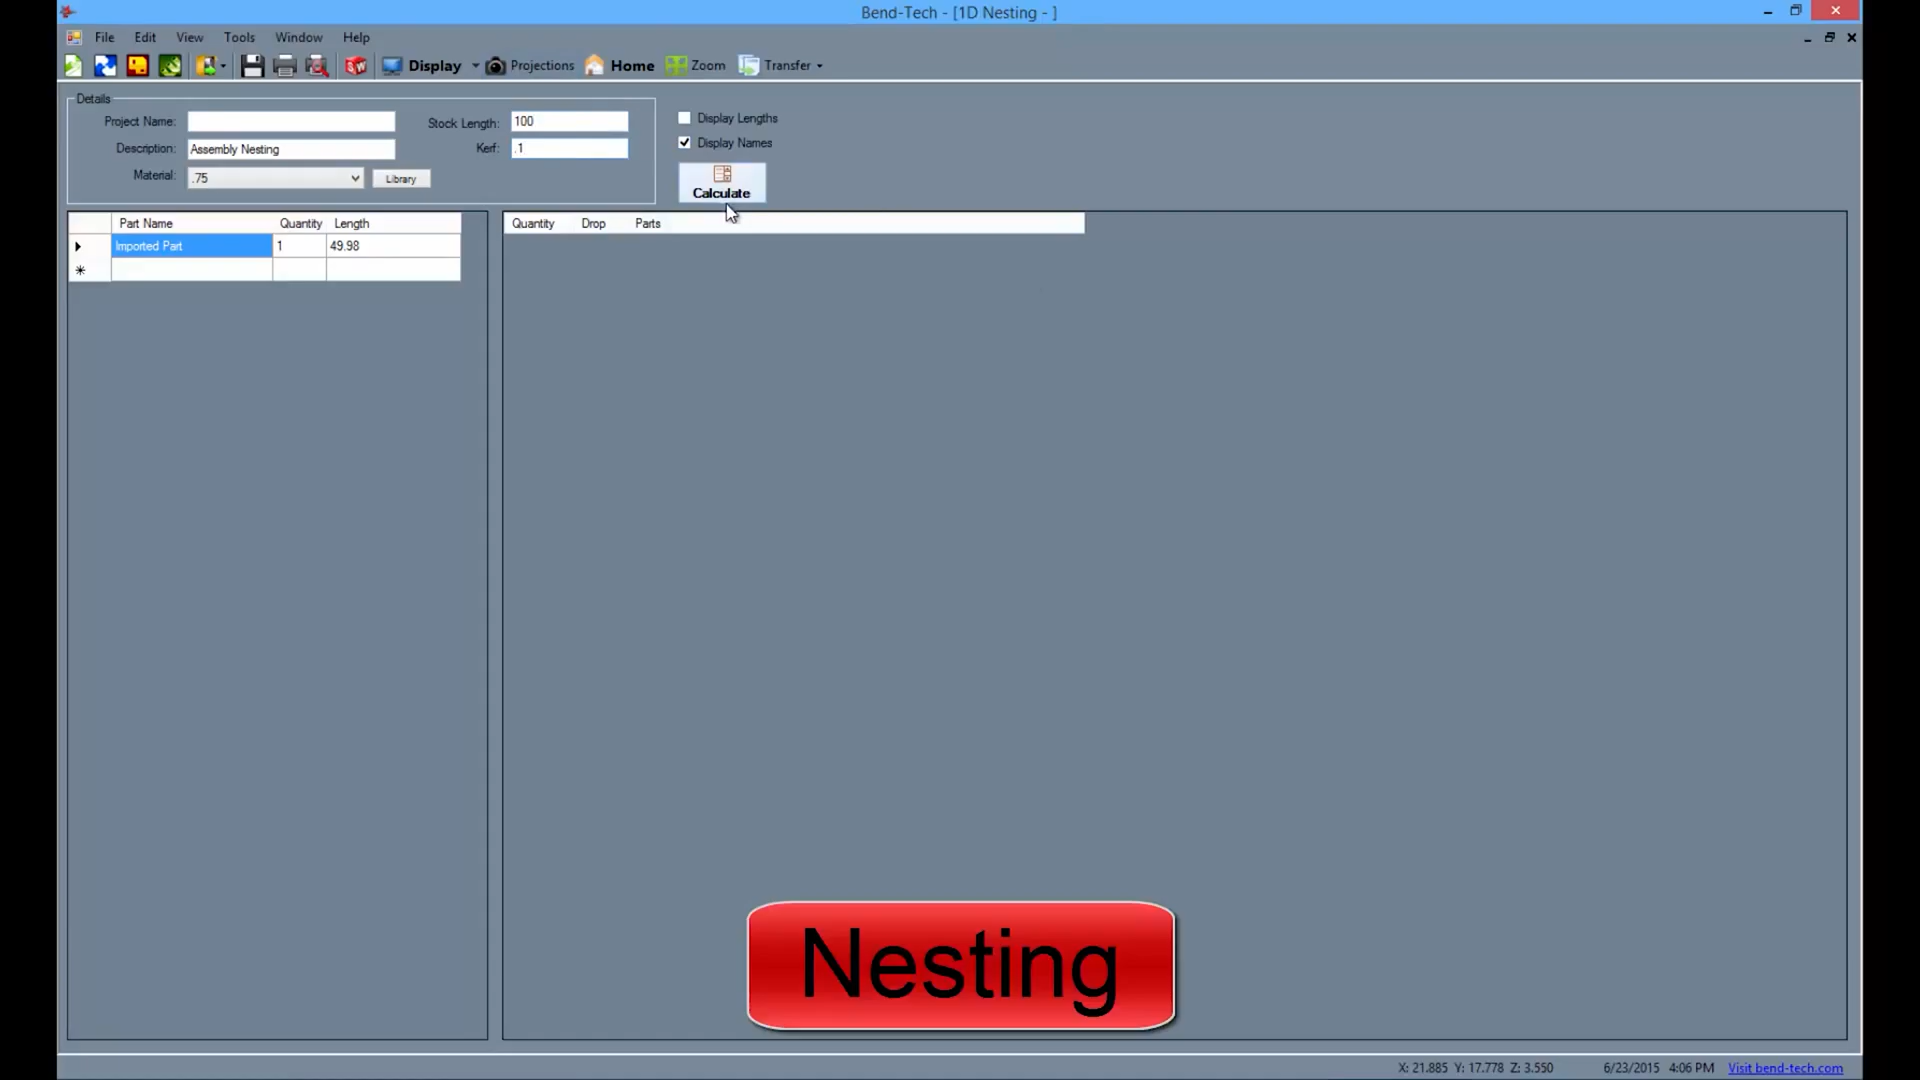 Bend-Tech - [1D Nesting - ]
File Edit View Tools Window Help
Display Projections Home Zoom Transfer
Details
Project Name: Stock Length: 100
Display Lengths
Description: Assembly Nesting Kerf: .1
Display Names
Material: .75 Library
Calculate
Part Name Quantity Length
Imported Part 1 49.98
Quantity Drop Parts
Nesting
X: 21.885 Y: 17.778 Z: 3.550 6/23/2015 4:06 PM Visit bend-tech.com